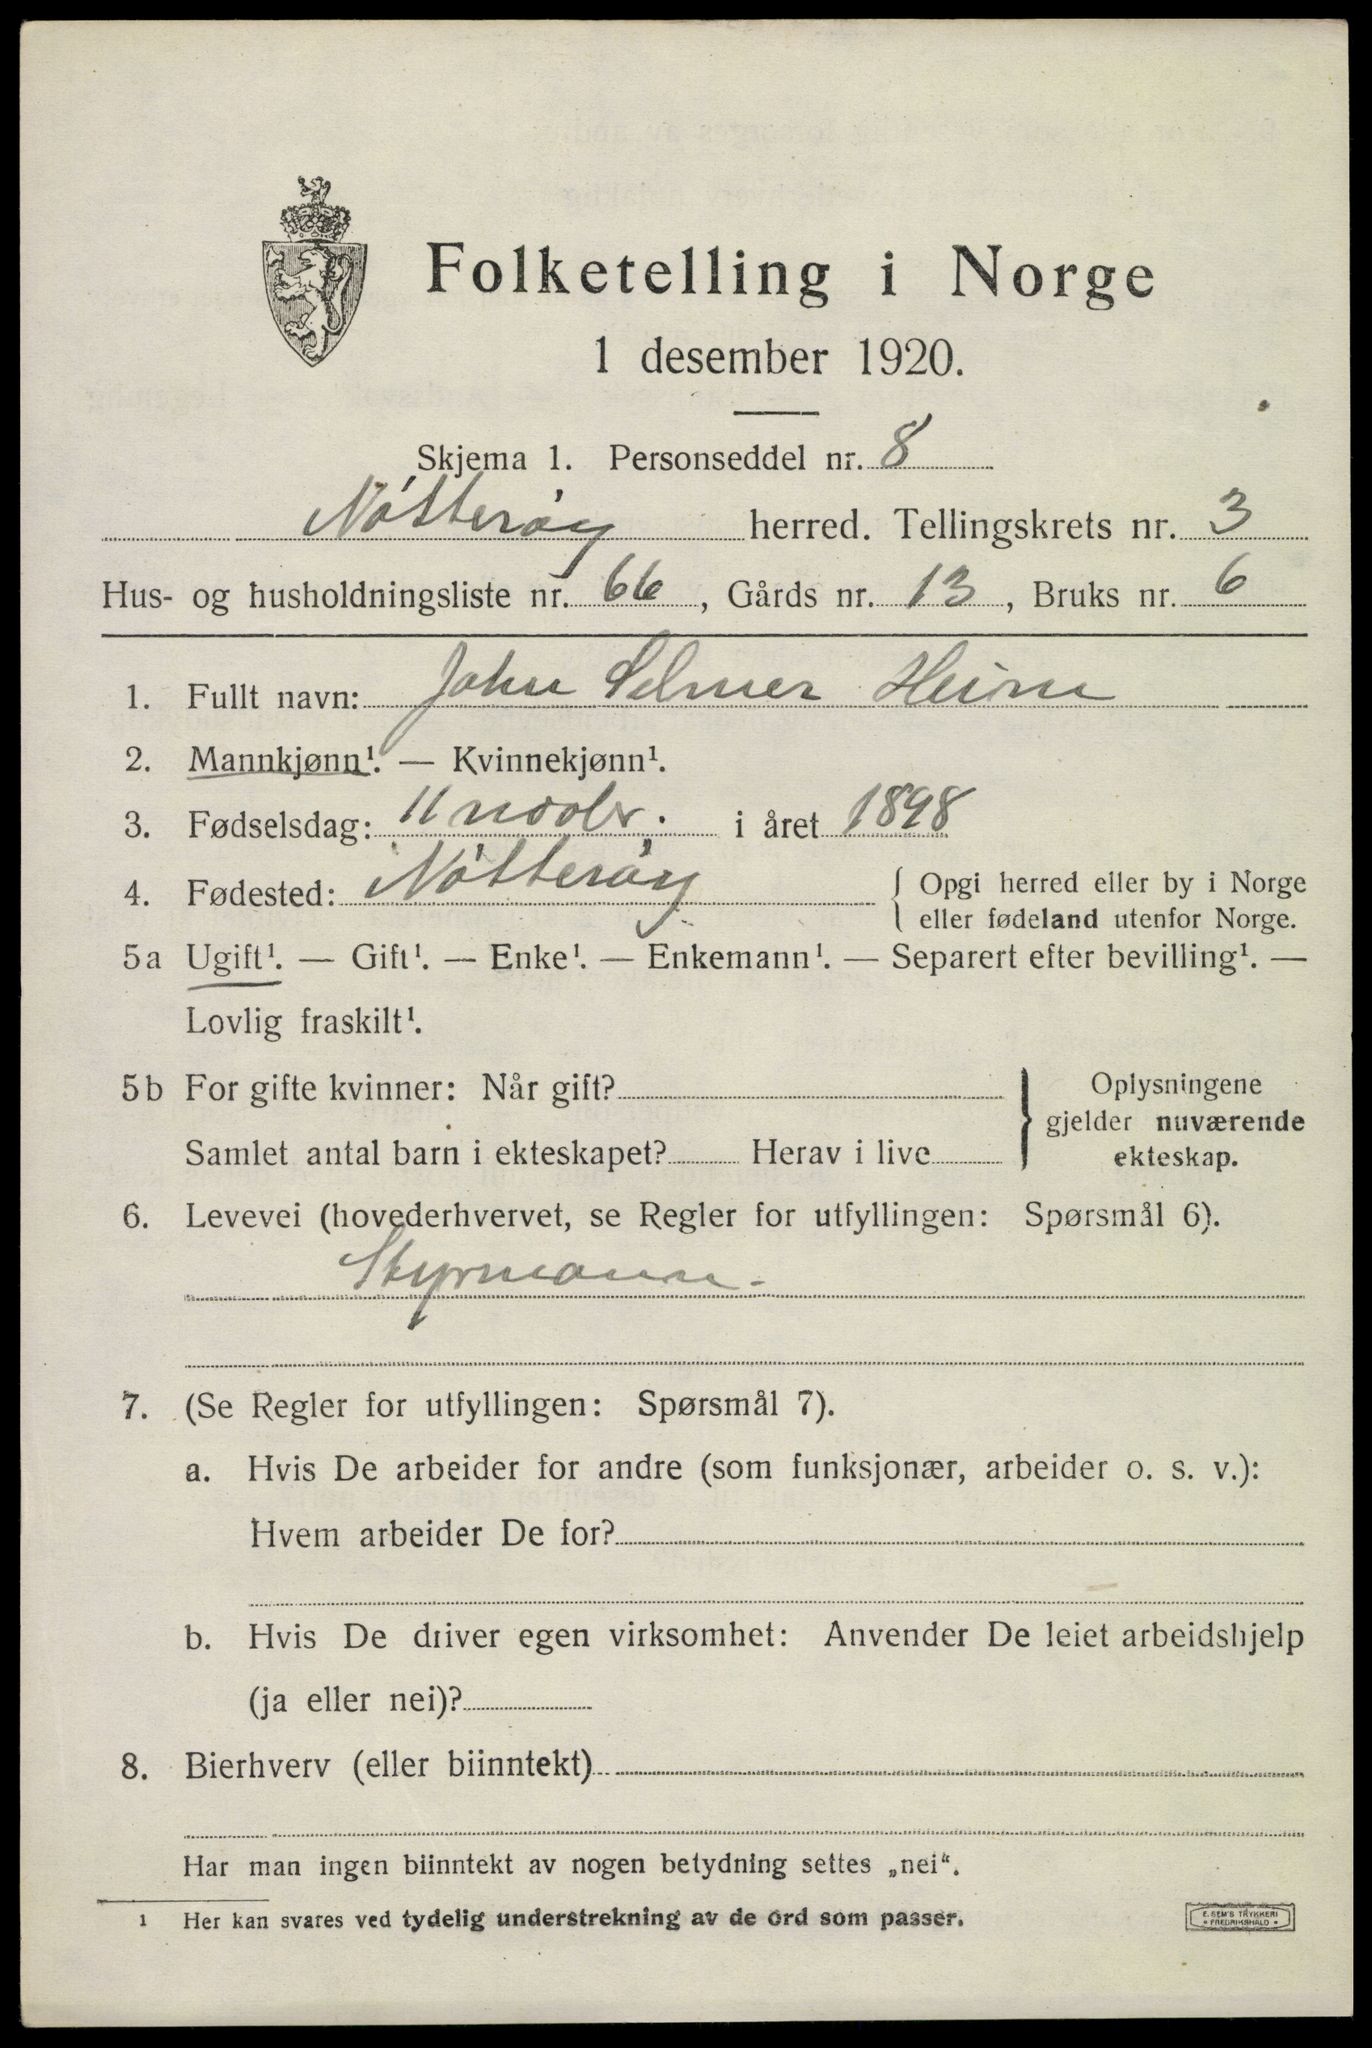 Folketelling i Norge
1 desember 1920.
Skjema 1. Personseddel nr. 8
Nótterøy herred. Tellingskrets nr. 3
Hus- og husholdningsliste nr. 66, Gårds nr. 13, Bruks nr. 6
1. Fullt navn: John Selmer Heim
2. Mannkjønn¹. — Kvinnekjønn¹.
3. Fødselsdag: 11 novbr. i året 1898
4. Fødested: Nótterøy { Opgi herred eller by i Norge
eller fødeland utenfor Norge.
5a Ugift¹. — Gift¹. — Enke¹. — Enkemann¹. — Separert efter bevilling¹. —
Lovlig fraskilt¹.
5b For gifte kvinner: Når gift? } Oplysningene
gjelder nuværende
Samlet antal barn i ekteskapet? Herav i live ekteskap.
6. Levevei (hovederhvervet, se Regler for utfyllingen: Spørsmål 6).
Styrmann.
7. (Se Regler for utfyllingen: Spørsmål 7).
a. Hvis De arbeider for andre (som funksjonær, arbeider o. s. v.):
Hvem arbeider De for?
b. Hvis De driver egen virksomhet: Anvender De leiet arbeidshjelp
(ja eller nei)?
8. Bierhverv (eller biinntekt)
Har man ingen biinntekt av nogen betydning settes „nei“.
1 Her kan svares ved tydelig understrekning av de ord som passer.
E. SEM'S TRYKKERI
• FREDRIKSHALD •